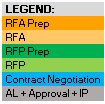 LEGEND:
RFA Prep
RFA
RFP Prep
RFP
Contract Negotiation
AL + Approval + IP